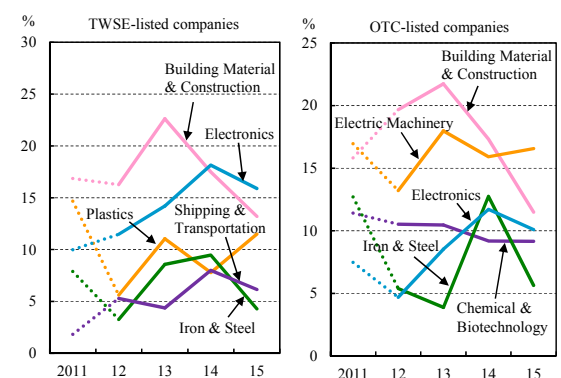 % TWSE-listed companies
30
25
20
15
10
5
0
Building Material
& Construction
Electronics
Plastics
Shipping &
Transportation
Iron & Steel
2011 12 13 14 15
% OTC-listed companies
25
20
15
10
5
0
Building Material
& Construction
Electric Machinery
Electronics
Iron & Steel
Chemical &
Biotechnology
2011 12 13 14 15